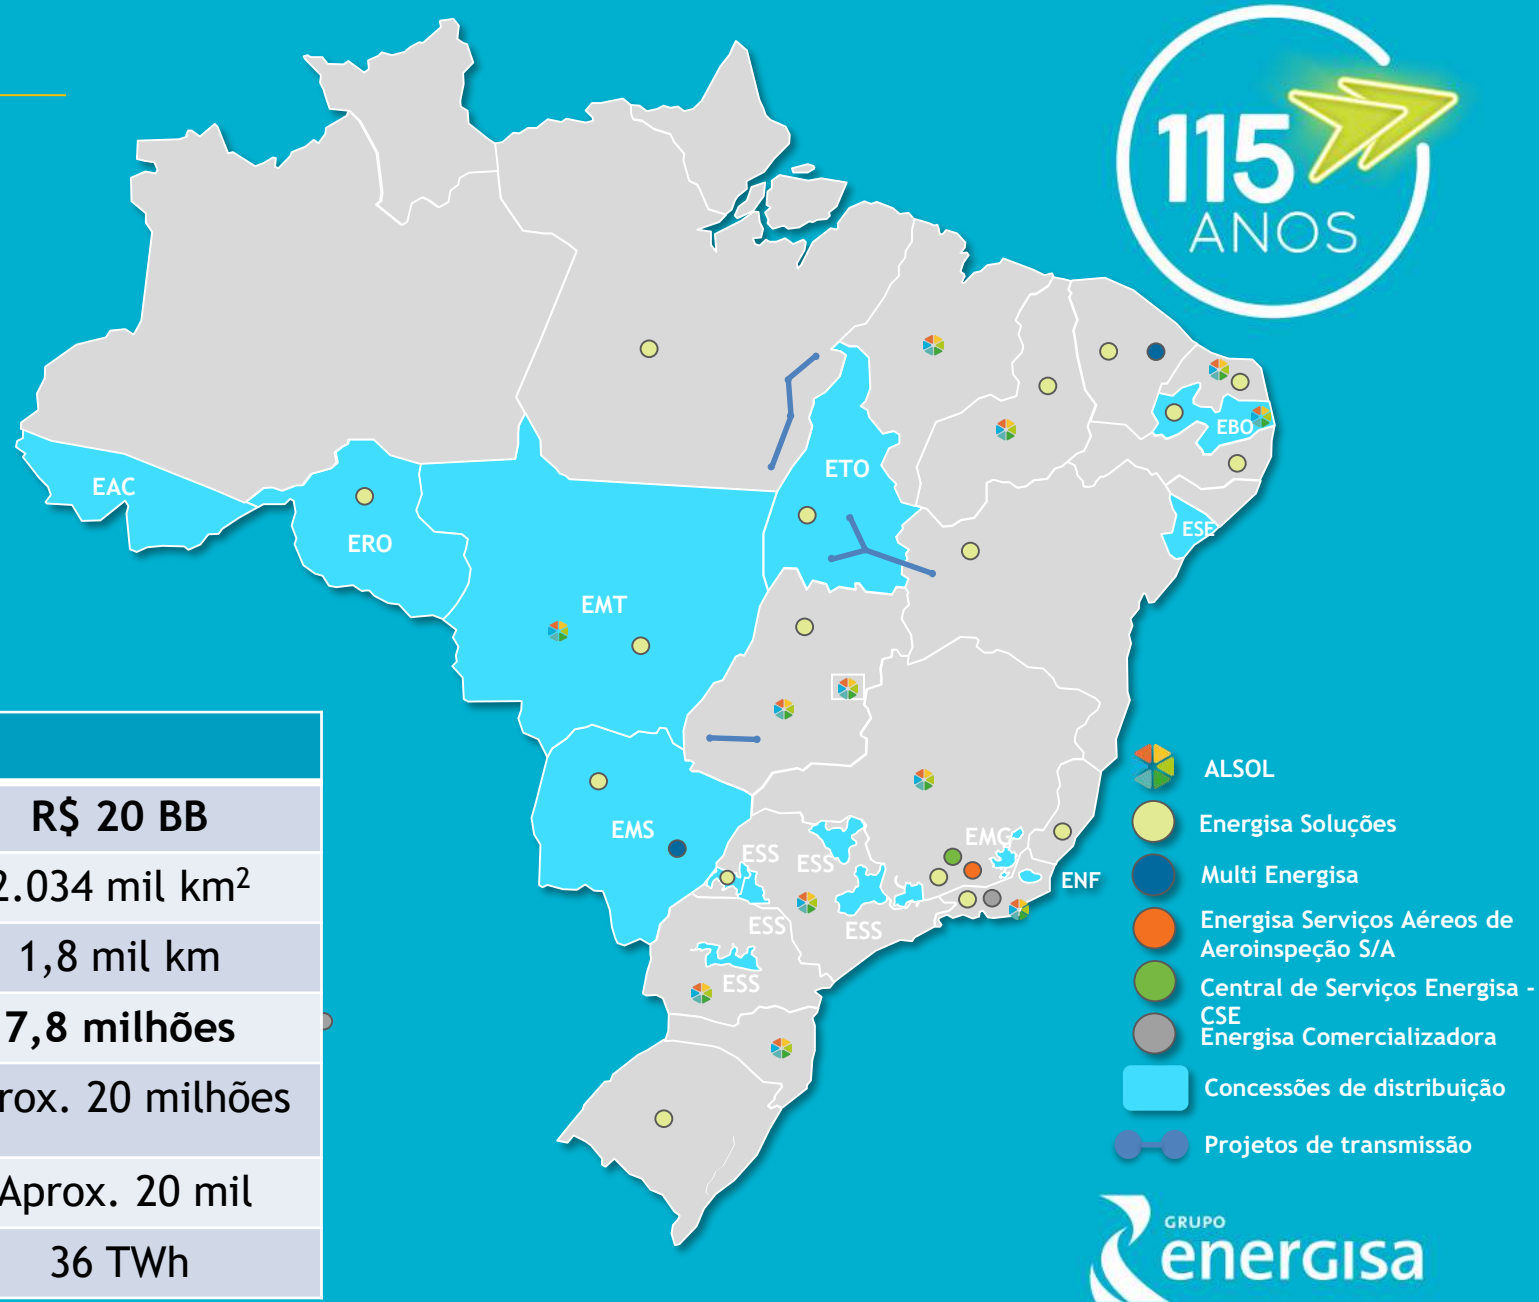 115
ANOS
EAC
ERO
ETO
EBO
ESE
EMT
EMS
ESS
ESS
EMG
ENF
ESS
ESS
ESS
R$ 20 BB
2.034 mil km²
1,8 mil km
7,8 milhões
20 milhões
Aprox. 20 mil
36 TWh
ALSOL
Energisa Soluções
Multi Energisa
Energisa Serviços Aéreos de
Aeroinspeção S/A
Central de Serviços Energisa -
CSE
Energisa Comercializadora
Concessões de distribuição
Projetos de transmissão
GRUPO
energisa